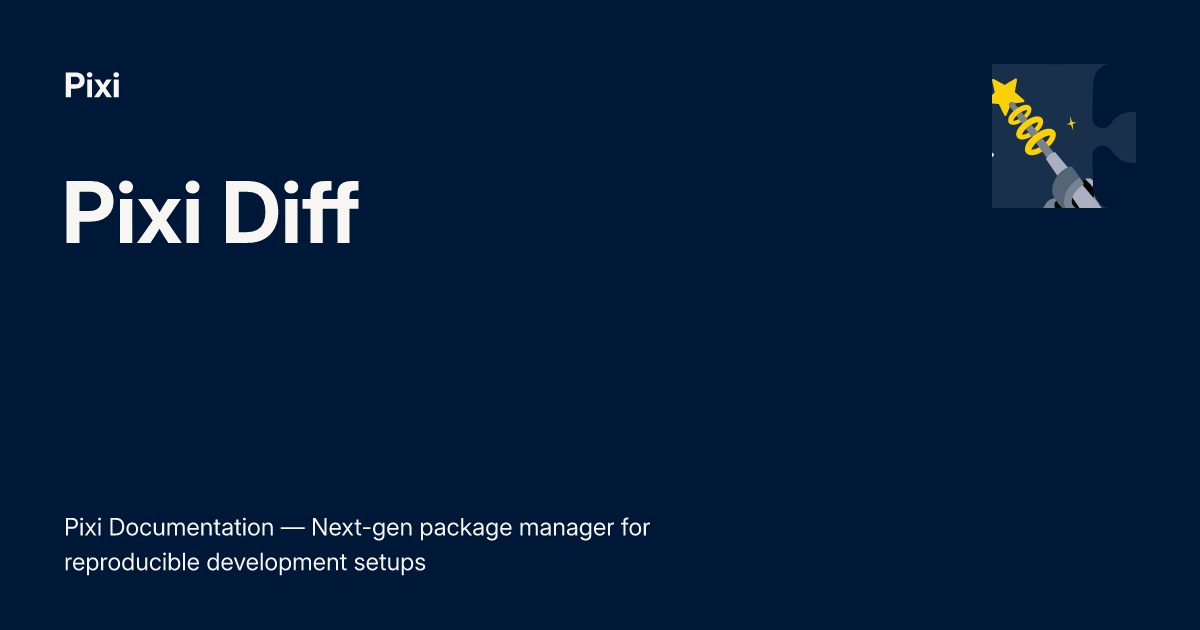 Pixi
Pixi Diff
Pixi Documentation — Next-gen package manager for
reproducible development setups